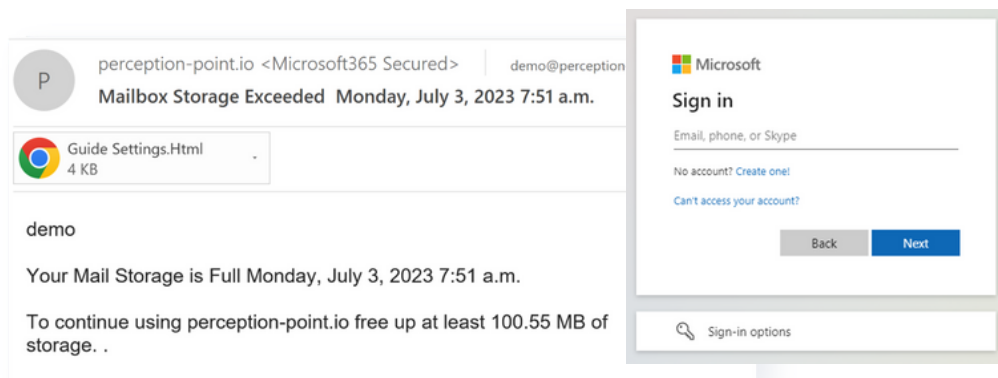 P
perception-point.io <Microsoft365 Secured>
demo@perception
Mailbox Storage Exceeded Monday, July 3, 2023 7:51 a.m.
Guide Settings.Html
4 KB
demo
Your Mail Storage is Full Monday, July 3, 2023 7:51 a.m.
To continue using perception-point.io free up at least 100.55 MB of
storage. .
Microsoft
Sign in
Email, phone, or Skype
No account? Create one!
Can't access your account?
Back
Next
Sign-in options